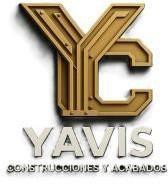 YC
YAVIS
CONSTRUCCIONES Y ACABADOS